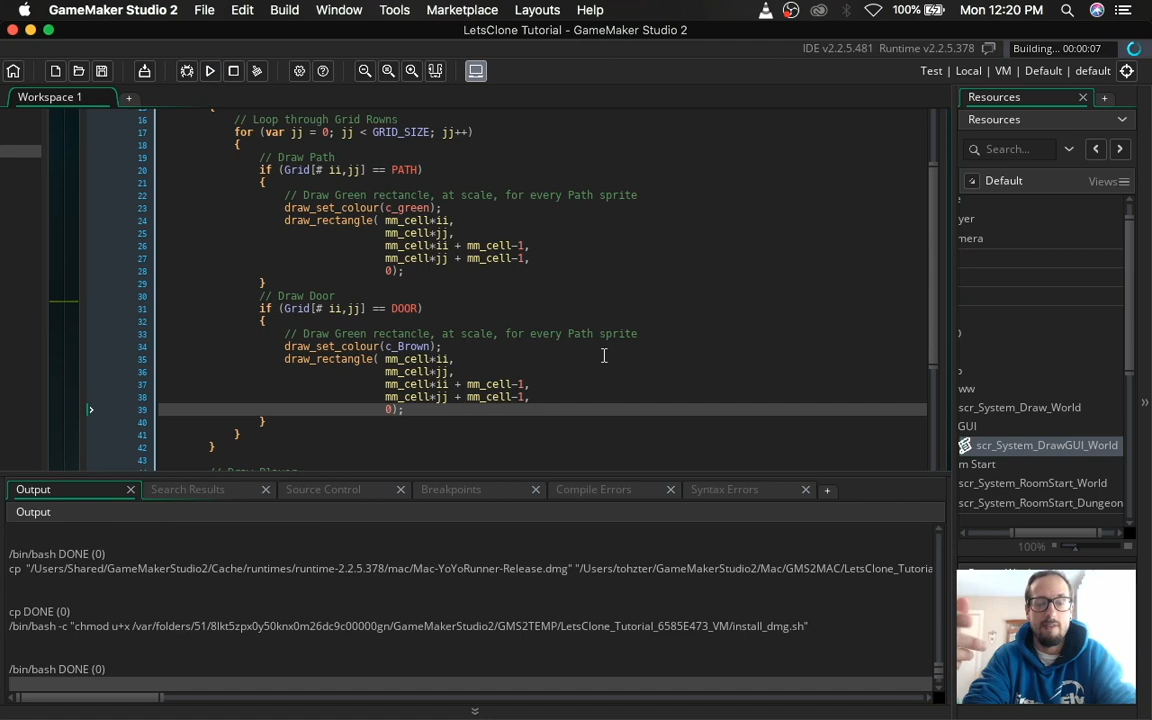 GameMaker Studio 2 File Edit Build Window Tools Marketplace Layouts Help 100% Mon 12:20 PM
LetsClone Tutorial - GameMaker Studio 2
IDE v2.2.5.481 Runtime v2.2.5.378 Building... 00:00:07
Test | Local | VM | Default | default
Workspace 1
16 // Loop through Grid Rowns
17 for (var jj = 0; jj < GRID_SIZE; jj++)
18 {
19 // Draw Path
20 if (Grid[# ii,jj] == PATH)
21 {
22 // Draw Green rectancle, at scale, for every Path sprite
23 draw_set_colour(c_green);
24 draw_rectangle( mm_cell*ii,
25 mm_cell*jj,
26 mm_cell*ii + mm_cell-1,
27 mm_cell*jj + mm_cell-1,
28 0);
29 }
30 // Draw Door
31 if (Grid[# ii,jj] == DOOR)
32 {
33 // Draw Green rectancle, at scale, for every Path sprite
34 draw_set_colour(c_Brown);
35 draw_rectangle( mm_cell*ii,
36 mm_cell*jj,
37 mm_cell*ii + mm_cell-1,
38 mm_cell*jj + mm_cell-1,
39 0);
40 }
41 }
42 }
43
Resources
Resources
Search...
Default Views
yer
mera
ww
scr_System_Draw_World
GUI
scr_System_DrawGUI_World
m Start
scr_System_RoomStart_World
scr_System_RoomStart_Dungeon
100%
Output Search Results Source Control Breakpoints Compile Errors Syntax Errors
Output
/bin/bash DONE (0)
cp "/Users/Shared/GameMakerStudio2/Cache/runtimes/runtime-2.2.5.378/mac/Mac-YoYoRunner-Release.dmg" "/Users/tohzter/GameMakerStudio2/Mac/GMS2MAC/LetsClone_Tutoria
cp DONE (0)
/bin/bash -c "chmod u+x /var/folders/51/8lkt5zpx0y50knx0m26dc9c00000gn/GameMakerStudio2/GMS2TEMP/LetsClone_Tutorial_6585E473_VM/install_dmg.sh"
/bin/bash DONE (0)